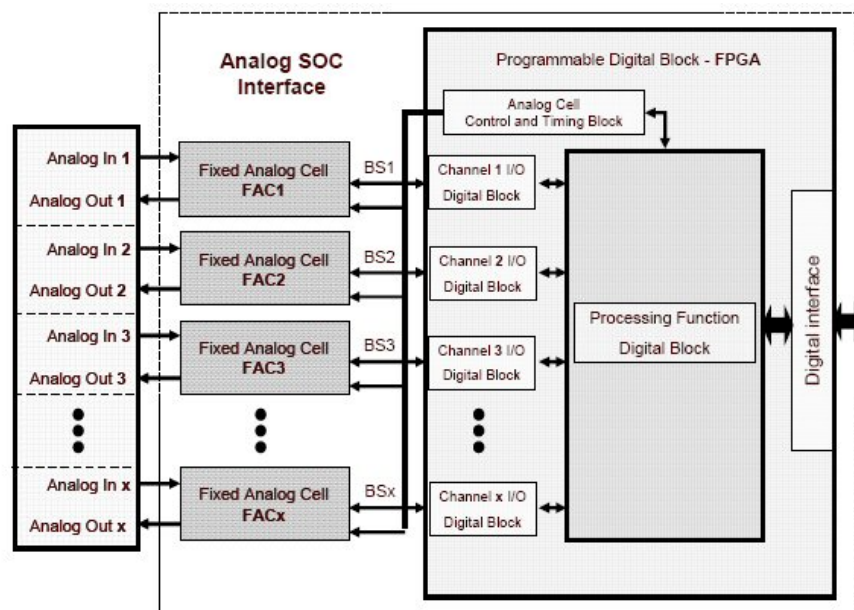 Analog SOC
Interface
Programmable Digital Block - FPGA
Analog Cell
Control and Timing Block
Analog In 1
Analog Out 1
Fixed Analog Cell
FAC1
BS1
Channel 1 I/O
Digital Block
Analog In 2
Analog Out 2
Fixed Analog Cell
FAC2
BS2
Channel 2 I/O
Digital Block
Analog In 3
Analog Out 3
Fixed Analog Cell
FAC3
BS3
Channel 3 I/O
Digital Block
Processing Function
Digital Block
Digital interface
Analog In x
Analog Out x
Fixed Analog Cell
FACx
BSx
Channel x I/O
Digital Block